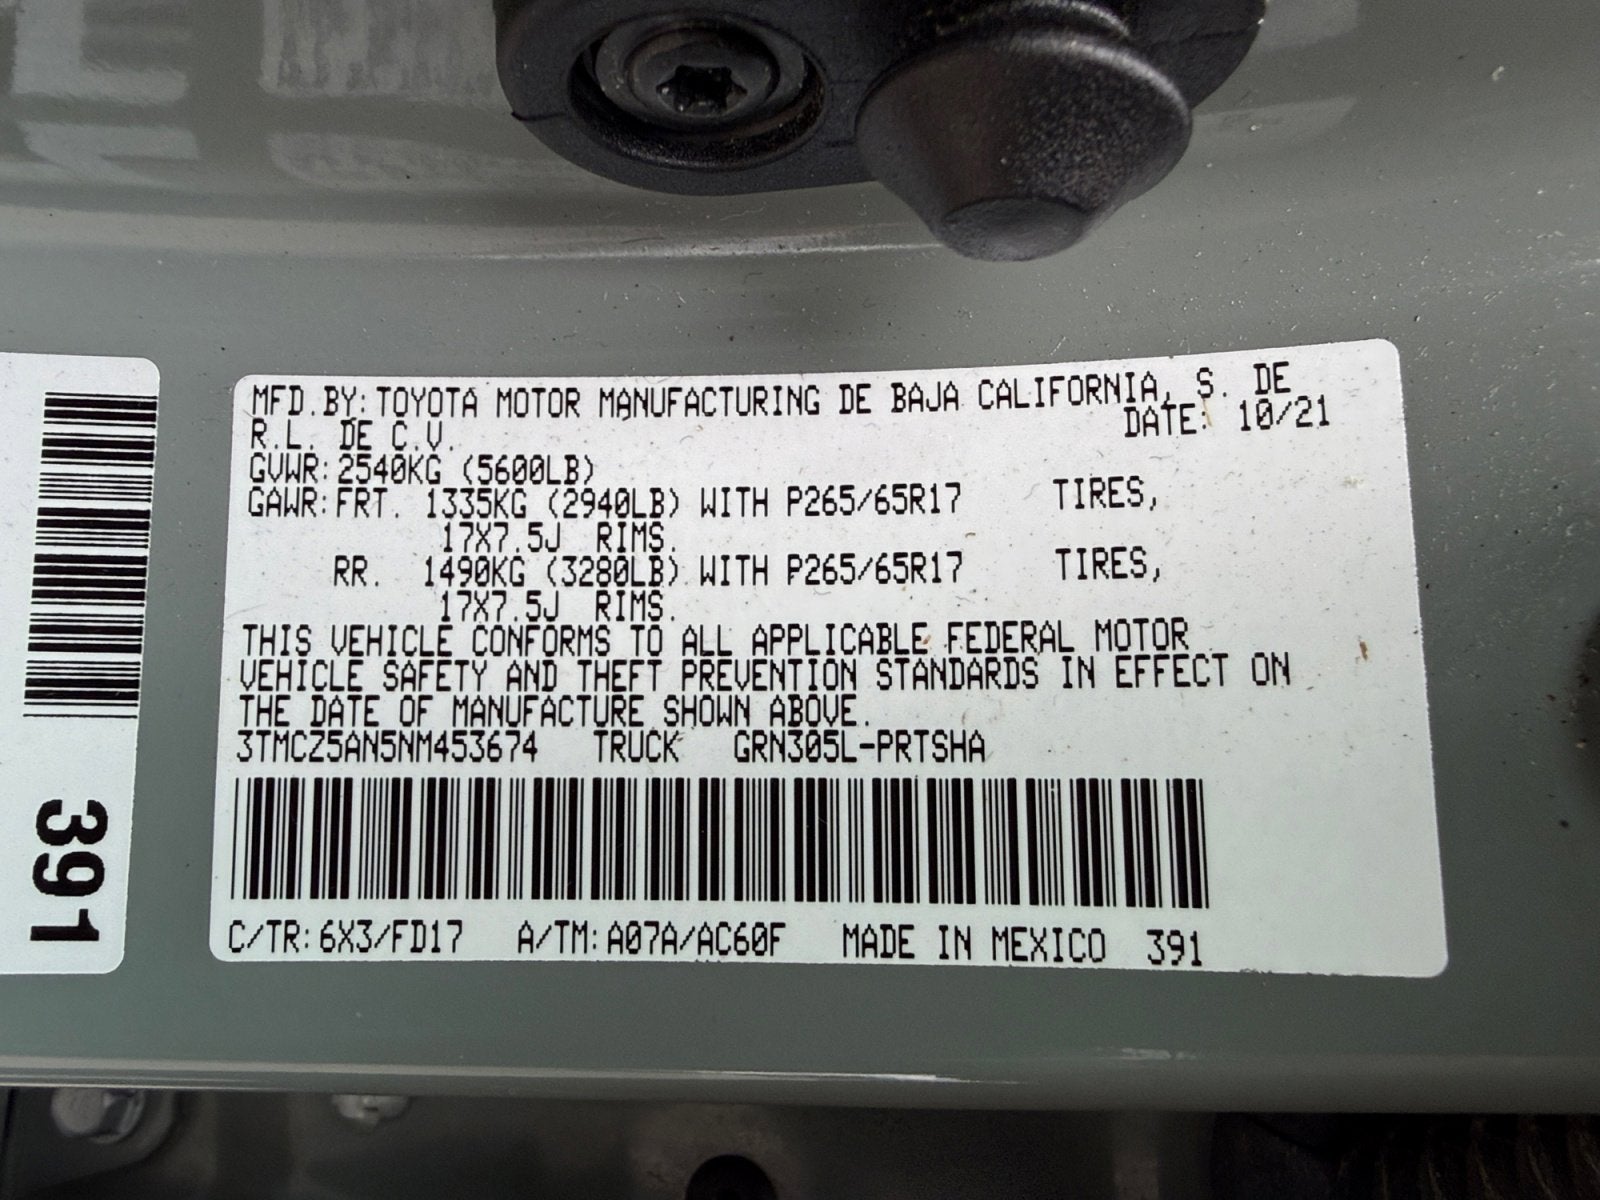 MFD.BY: TOYOTA MOTOR MANUFACTURING DE BAJA CALIFORNIA, S. DE
R.L. DE C.V. DATE: 10/21
GVWR: 2540KG (5600LB)
GAWR: FRT. 1335KG (2940LB) WITH P265/65R17 TIRES,
17X7.5J RIMS.
RR. 1490KG (3280LB) WITH P265/65R17 TIRES,
17X7.5J RIMS.
THIS VEHICLE CONFORMS TO ALL APPLICABLE FEDERAL MOTOR
VEHICLE SAFETY AND THEFT PREVENTION STANDARDS IN EFFECT ON
THE DATE OF MANUFACTURE SHOWN ABOVE.
3TMCZ5AN5NM453674 TRUCK GRN305L-PRTSHA
C/TR: 6X3/FD17 A/TM: A07A/AC60F MADE IN MEXICO 391
391